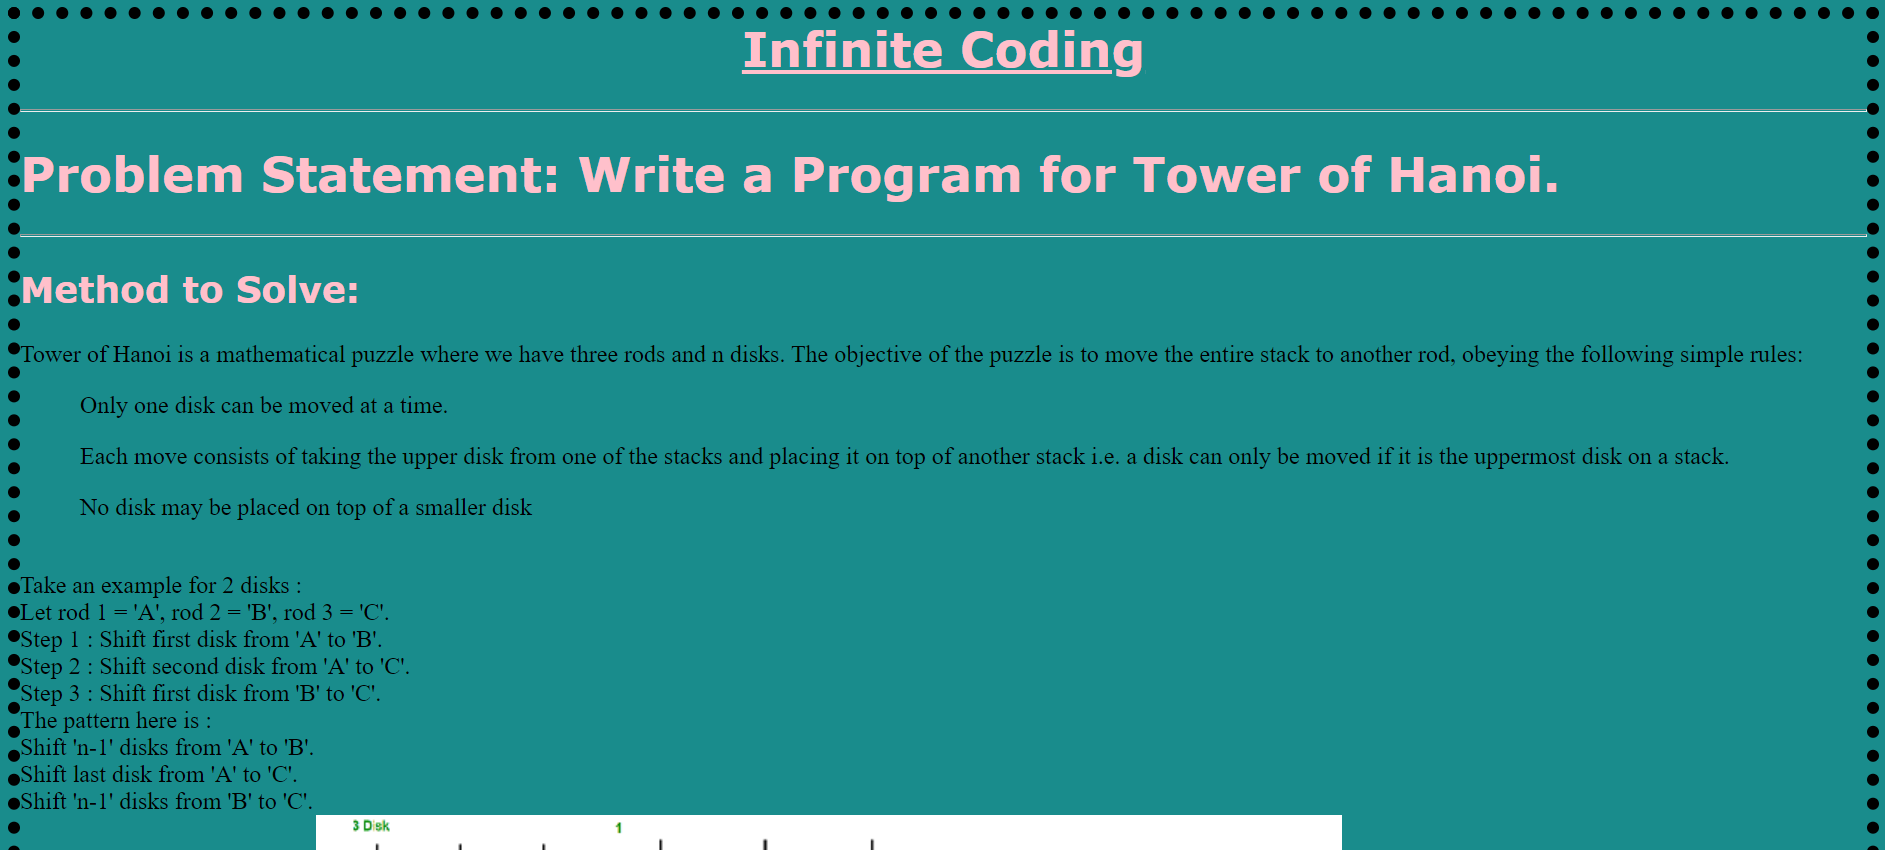 Infinite Coding
Problem Statement: Write a Program for Tower of Hanoi.
Method to Solve:
Tower of Hanoi is a mathematical puzzle where we have three rods and n disks. The objective of the puzzle is to move the entire stack to another rod, obeying the following simple rules:
Only one disk can be moved at a time.
Each move consists of taking the upper disk from one of the stacks and placing it on top of another stack i.e. a disk can only be moved if it is the uppermost disk on a stack.
No disk may be placed on top of a smaller disk
Take an example for 2 disks :
Let rod 1 = 'A', rod 2 = 'B', rod 3 = 'C'.
Step 1 : Shift first disk from 'A' to 'B'.
Step 2 : Shift second disk from 'A' to 'C'.
Step 3 : Shift first disk from 'B' to 'C'.
The pattern here is :
Shift 'n-1' disks from 'A' to 'B'.
Shift last disk from 'A' to 'C'.
Shift 'n-1' disks from 'B' to 'C'.
3 Disk 1